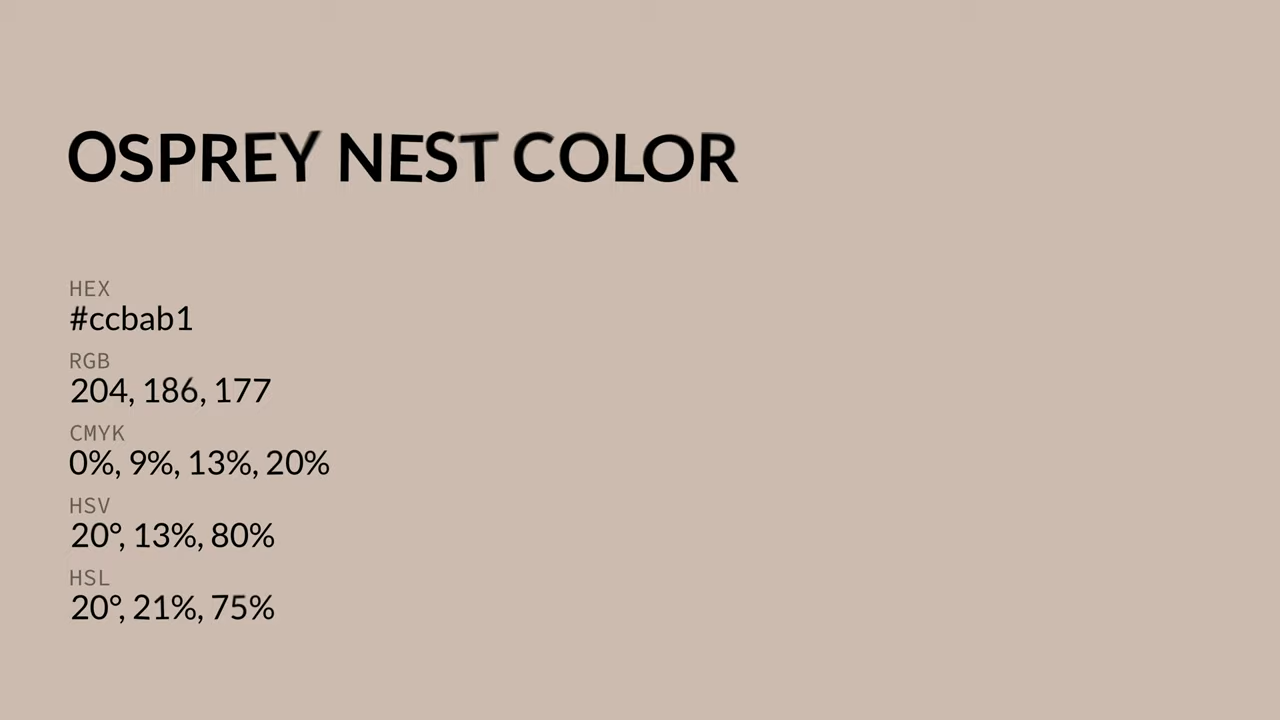 OSPREY NEST COLOR
HEX
#ccbab1
RGB
204, 186, 177
CMYK
0%, 9%, 13%, 20%
HSV
20°, 13%, 80%
HSL
20°, 21%, 75%